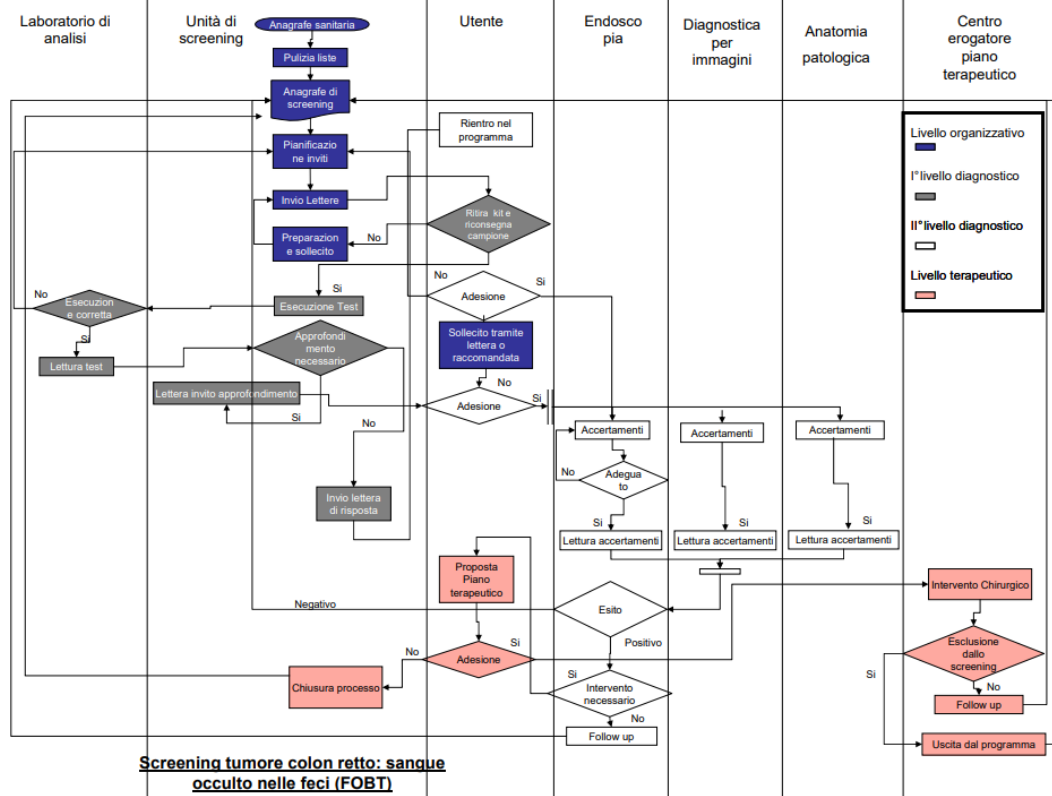 Laboratorio di
analisi
Unità di
screening
Utente
Endosco
pia
Diagnostica
per
immagini
Anatomia
patologica
Centro
erogatore
piano
terapeutico
Anagrafe sanitaria
Pulizia liste
Anagrafe di
screening
Rientro nel
programma
Pianificazio
ne inviti
Invio Lettere
Ritira kit e
riconsegna
campione
Preparazion
e sollecito
No
Livello organizzativo
I°livello diagnostico
II°livello diagnostico
Livello terapeutico
No
Esecuzion
e corretta
Si
Si
Esecuzione Test
No
Adesione
Si
Lettura test
Approfondi
mento
necessario
Sollecito tramite
lettera o
raccomandata
No
Lettera invito approfondimento
Si
No
Adesione
Si
Accertamenti
Accertamenti
Accertamenti
No
Adegua
to
Invio lettera
di risposta
Si
Si
Si
Lettura accertamenti
Lettura accertamenti
Lettura accertamenti
Proposta
Piano
terapeutico
Negativo
Esito
Positivo
Intervento Chirurgico
Si
No
Adesione
Esclusione
dallo
screening
Si
No
Chiusura processo
Si
Intervento
necessario
No
Follow up
Follow up
Uscita dal programma
Screening tumore colon retto: sangue
occulto nelle feci (FOBT)